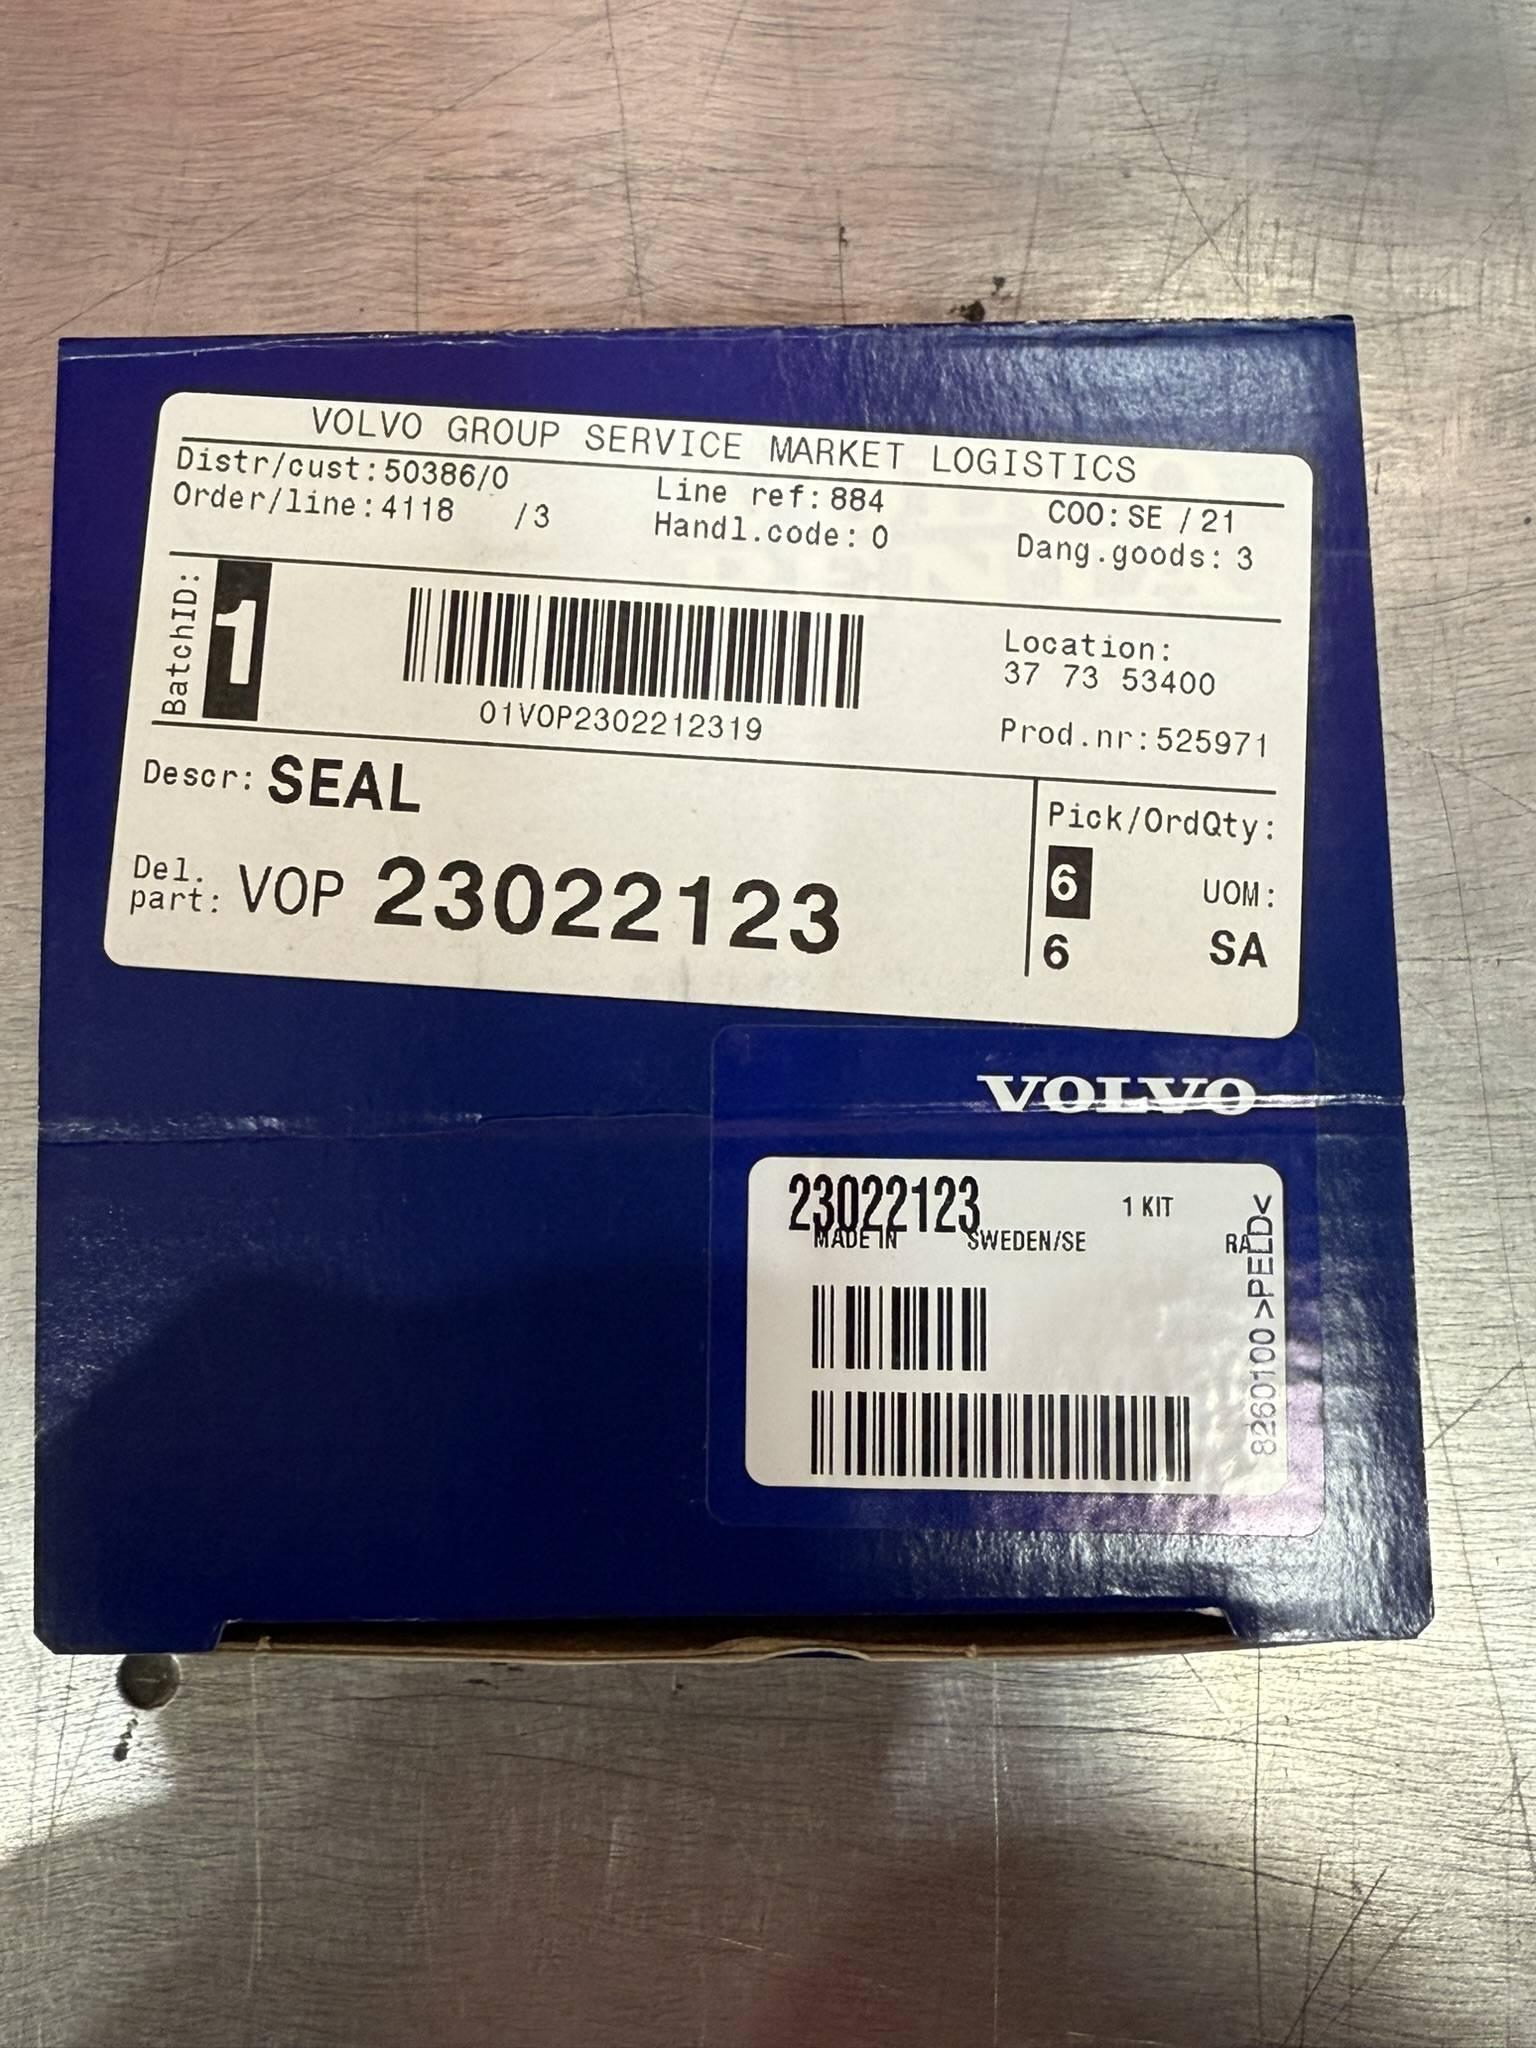 VOLVO GROUP SERVICE MARKET LOGISTICS
Distr/cust:50386/0 Line ref:884 COO:SE /21
Order/line:4118 /3 Handl.code:0 Dang.goods:3
BatchID: 1
01VOP2302212319
Location:
37 73 53400
Prod.nr:525971
Descr: SEAL
Del. part: VOP 23022123
Pick/OrdQty:
6 UOM:
6 SA
VOLVO
23022123 1 KIT
MADE IN SWEDEN/SE RA
8260100 >PELD<